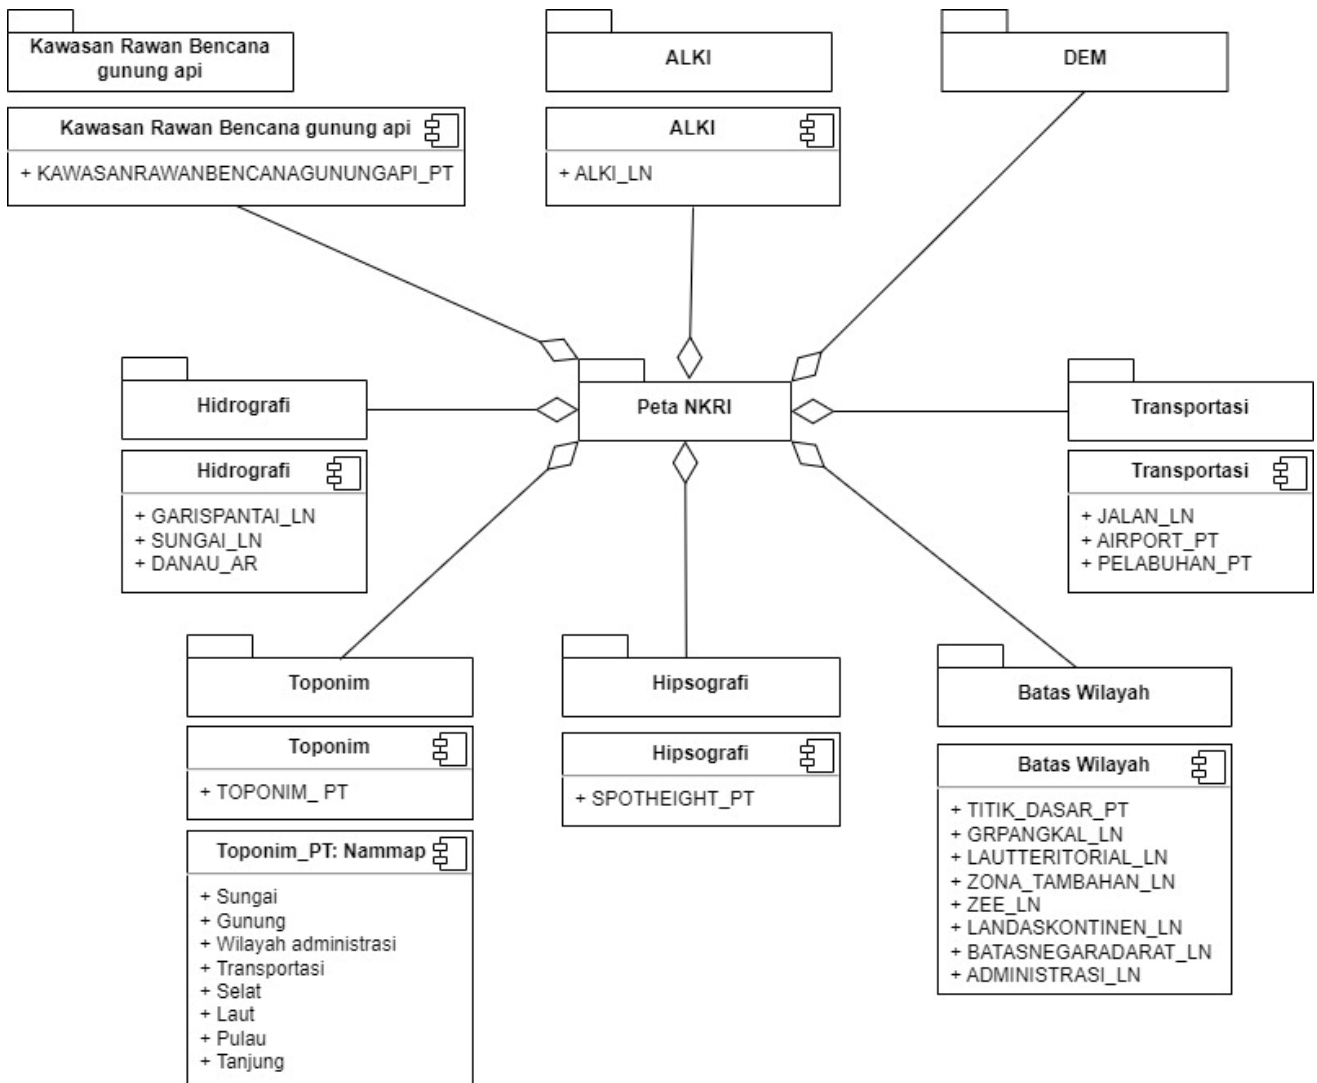 Kawasan Rawan Bencana
gunung api
ALKI
DEM
Kawasan Rawan Bencana gunung api
+ KAWASANRAWANBENCANAGUNUNGAPI_PT
ALKI
+ ALKI_LN
Hidrografi
Peta NKRI
Transportasi
Hidrografi
+ GARISPANTAI_LN
+ SUNGAI_LN
+ DANAU_AR
Transportasi
+ JALAN_LN
+ AIRPORT_PT
+ PELABUHAN_PT
Toponim
Toponim
+ TOPONIM_ PT
Toponim_PT: Nammap
+ Sungai
+ Gunung
+ Wilayah administrasi
+ Transportasi
+ Selat
+ Laut
+ Pulau
+ Tanjung
Hipsografi
Hipsografi
+ SPOTHEIGHT_PT
Batas Wilayah
Batas Wilayah
+ TITIK_DASAR_PT
+ GRPANGKAL_LN
+ LAUTTERITORIAL_LN
+ ZONA_TAMBAHAN_LN
+ ZEE_LN
+ LANDASKONTINEN_LN
+ BATASNEGARADARAT_LN
+ ADMINISTRASI_LN